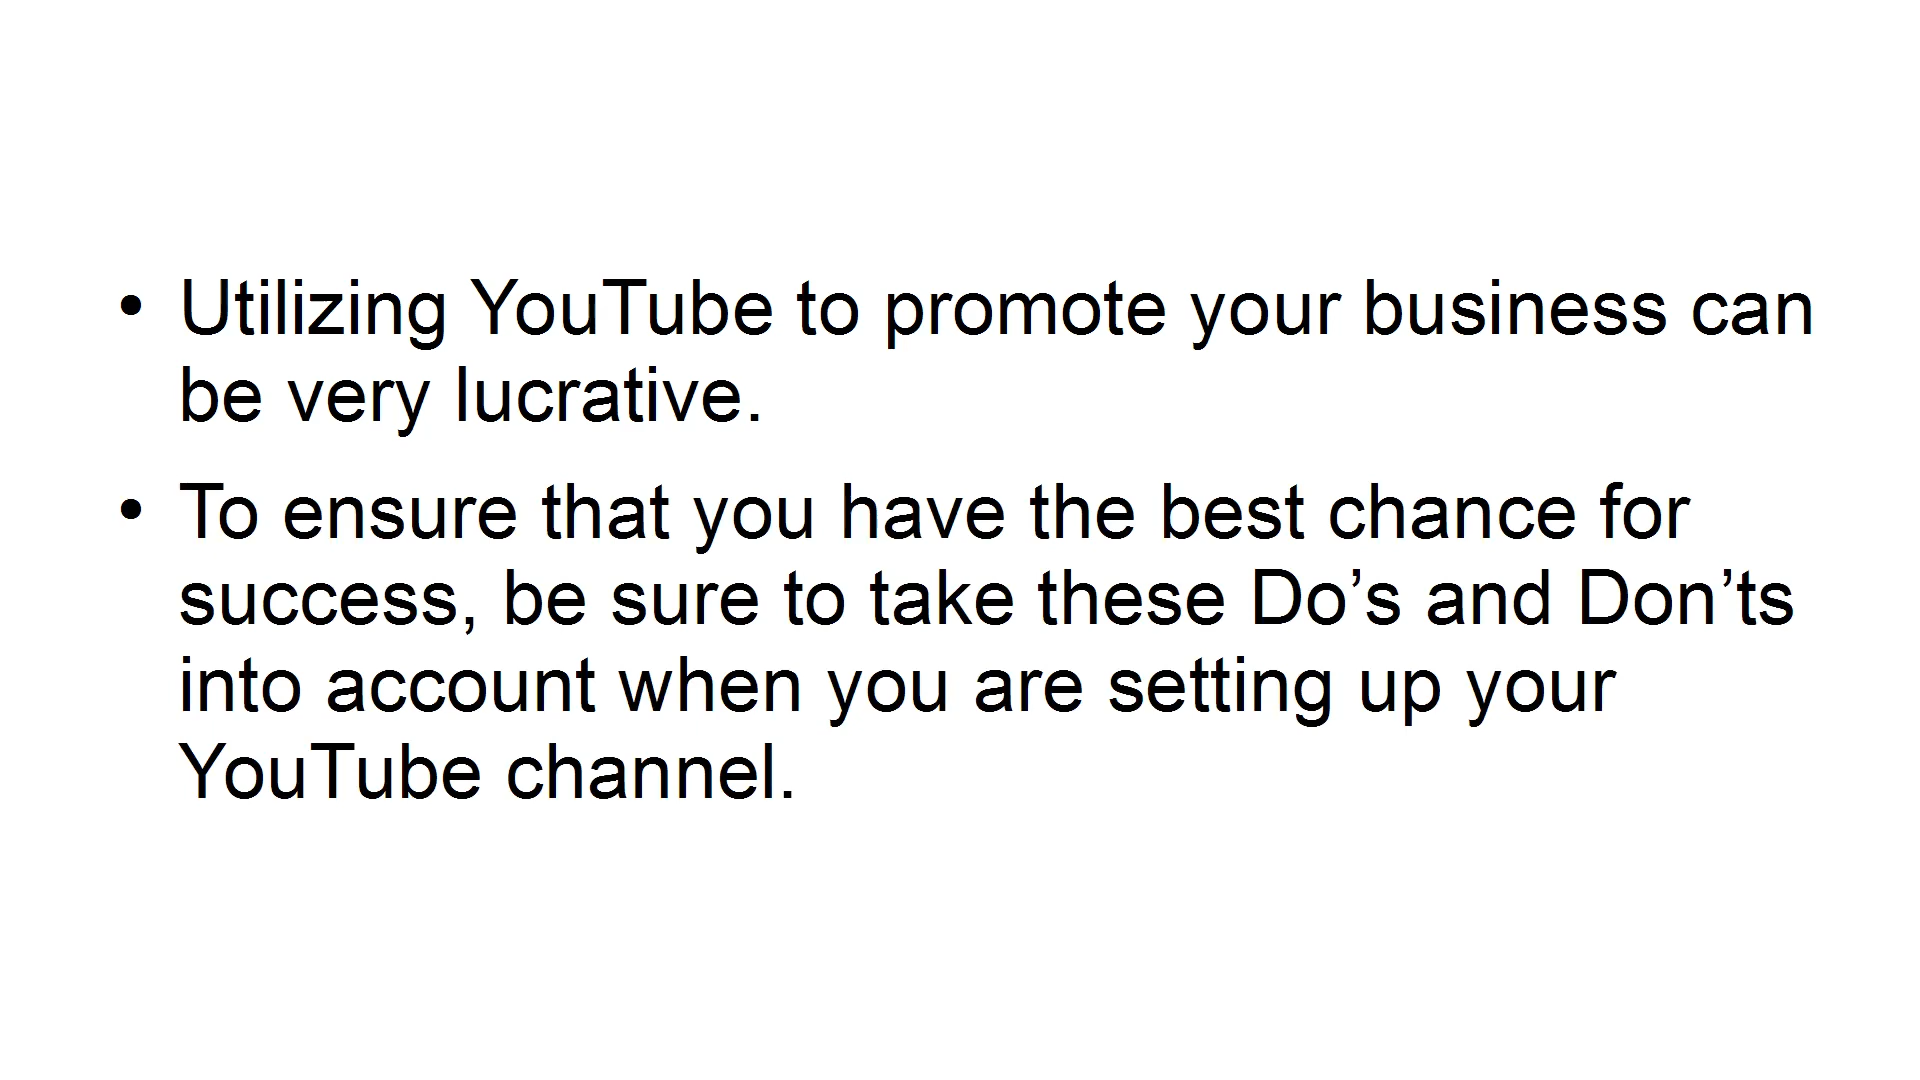 • Utilizing YouTube to promote your business can
be very lucrative.
• To ensure that you have the best chance for
success, be sure to take these Do’s and Don’ts
into account when you are setting up your
YouTube channel.